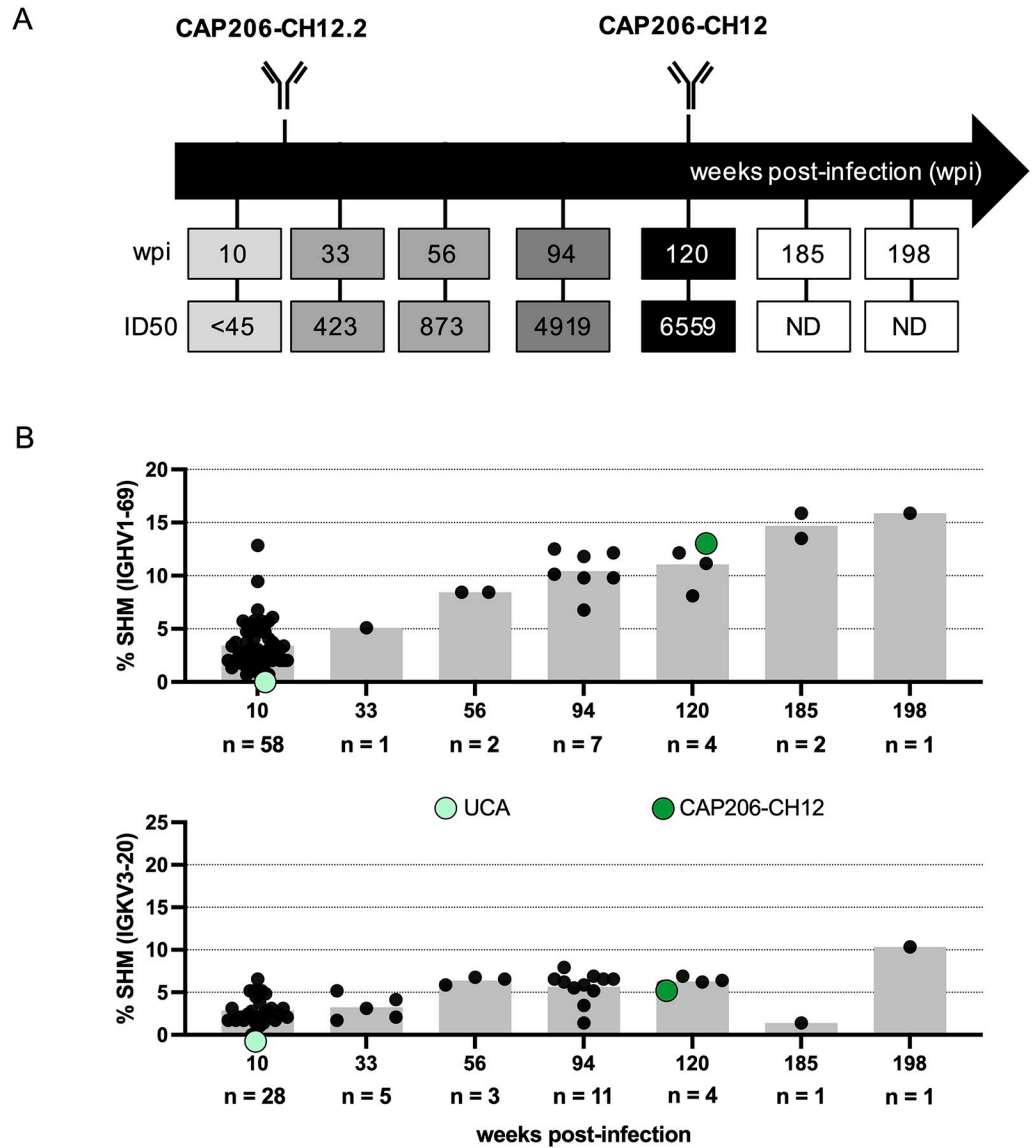 A
CAP206-CH12.2 CAP206-CH12
weeks post-infection (wpi)
wpi 10 33 56 94 120 185 198
ID50 <45 423 873 4919 6559 ND ND
B
% SHM (IGHV1-69)
20
15
10
5
0
10 33 56 94 120 185 198
n = 58 n = 1 n = 2 n = 7 n = 4 n = 2 n = 1
UCA CAP206-CH12
% SHM (IGKV3-20)
25
20
15
10
5
0
10 33 56 94 120 185 198
n = 28 n = 5 n = 3 n = 11 n = 4 n = 1 n = 1
weeks post-infection